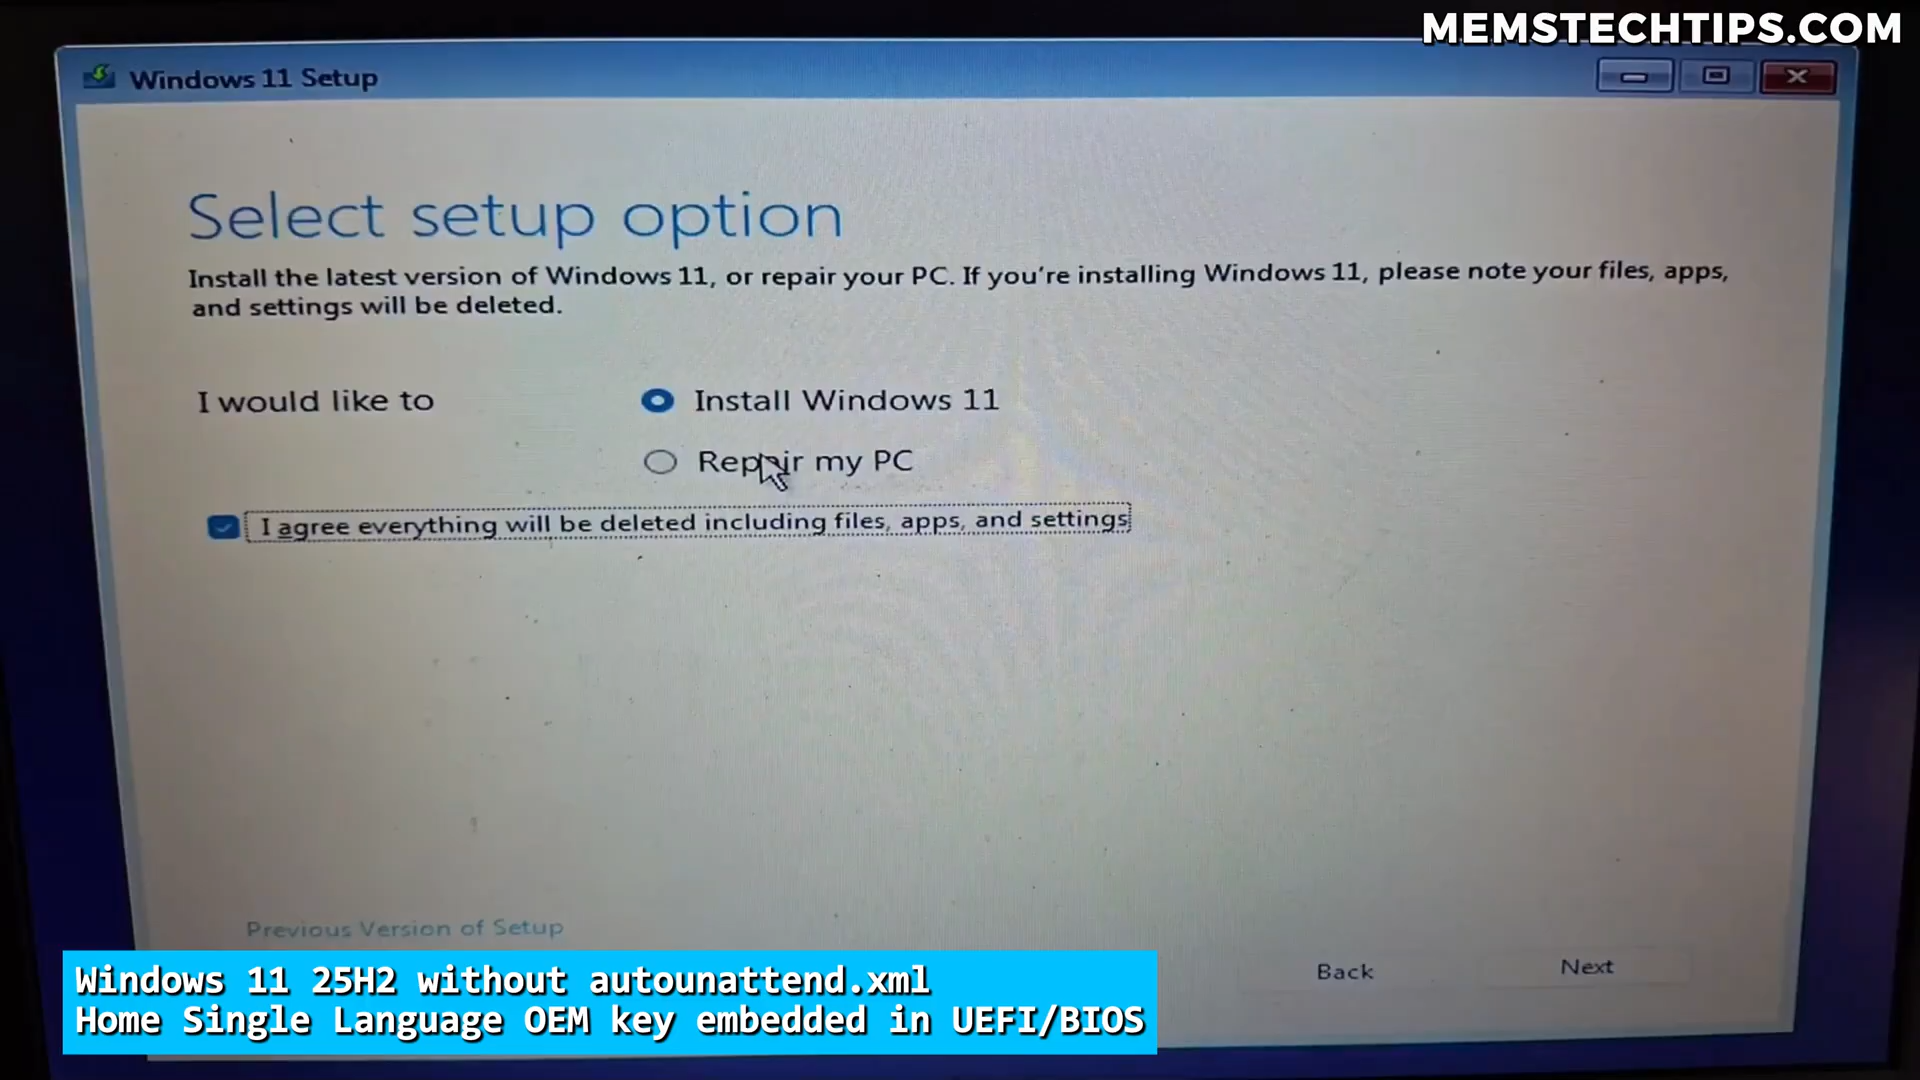 MEMSTECHTIPS.COM
Windows 11 Setup
Select setup option
Install the latest version of Windows 11, or repair your PC. If you're installing Windows 11, please note your files, apps,
and settings will be deleted.
I would like to
Install Windows 11
Repair my PC
I agree everything will be deleted including files, apps, and settings
Previous Version of Setup
Back
Next
Windows 11 25H2 without autounattend.xml
Home Single Language OEM key embedded in UEFI/BIOS